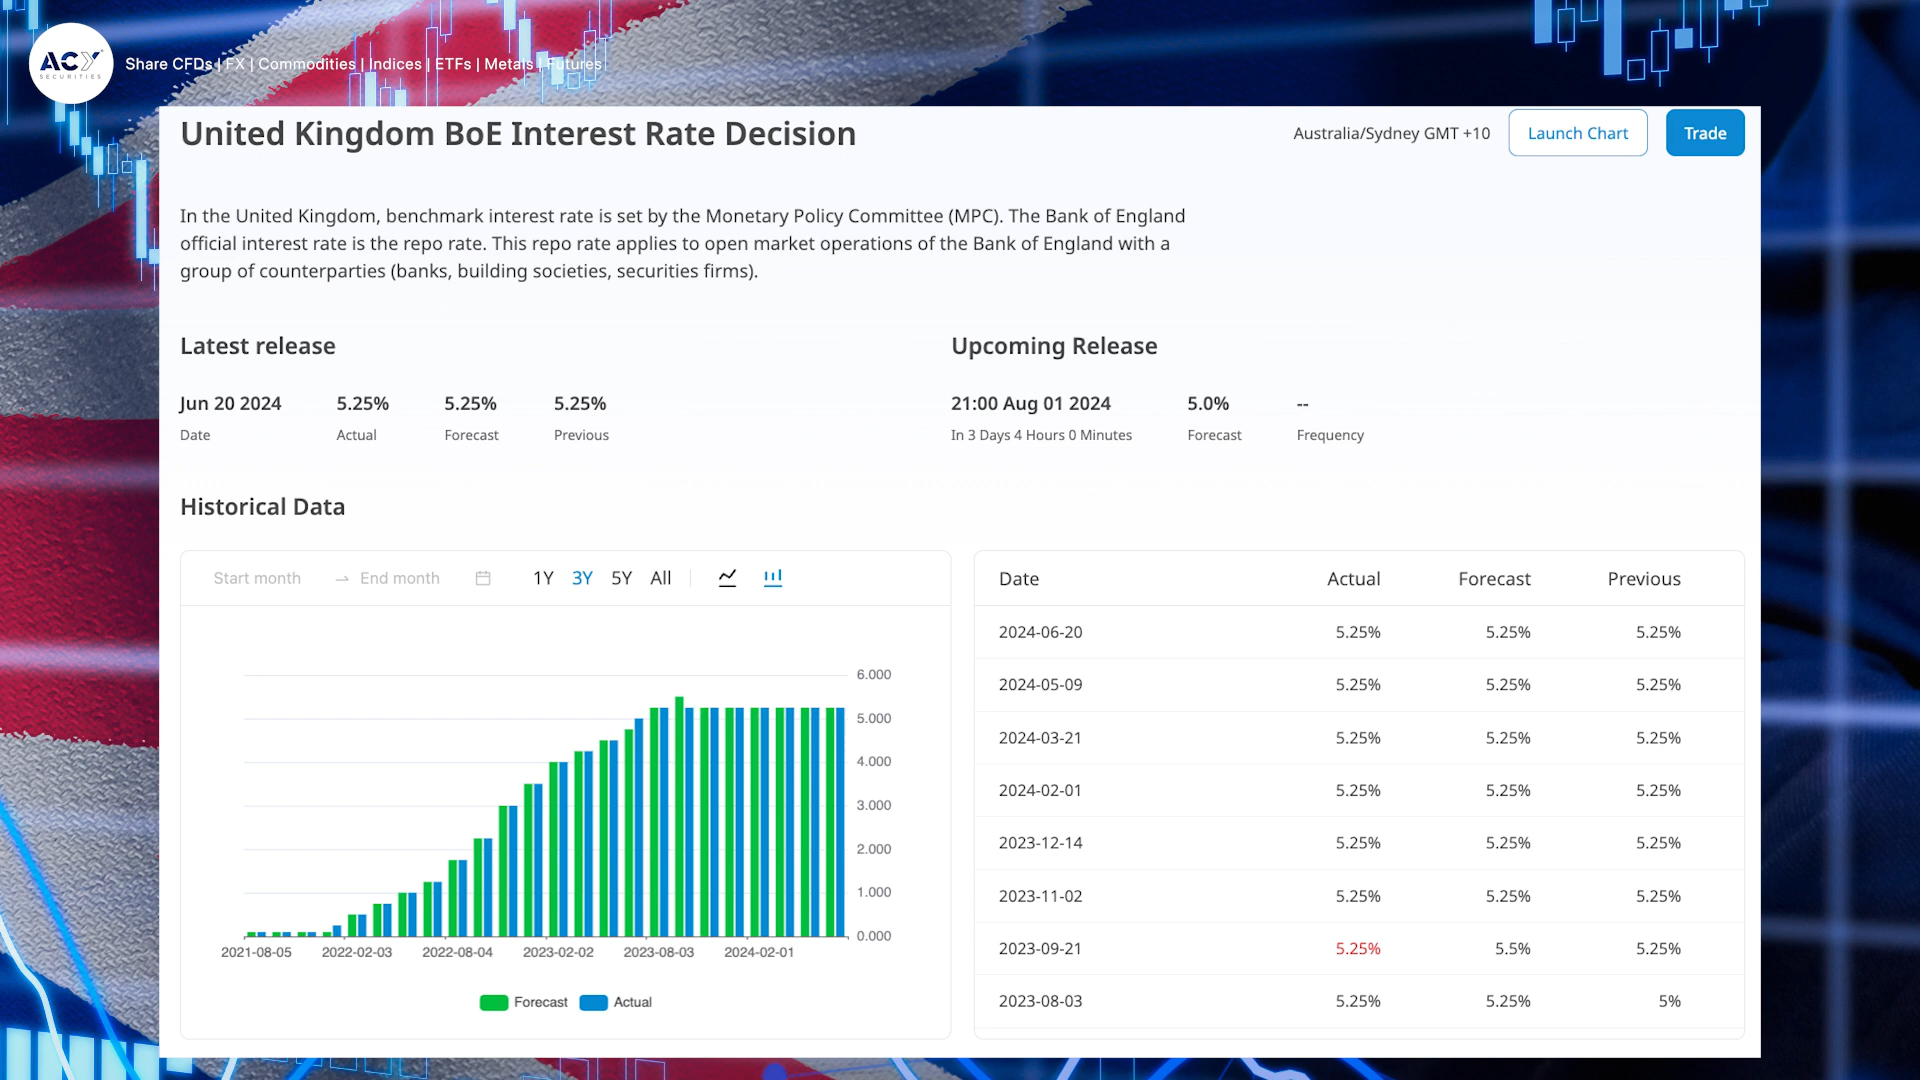 ACY
SECURITIES
Share CFDs | FX | Commodities | Indices | ETFs | Metals | Futures
United Kingdom BoE Interest Rate Decision
Australia/Sydney GMT +10
Launch Chart
Trade
In the United Kingdom, benchmark interest rate is set by the Monetary Policy Committee (MPC). The Bank of England
official interest rate is the repo rate. This repo rate applies to open market operations of the Bank of England with a
group of counterparties (banks, building societies, securities firms).
Latest release
Jun 20 2024 5.25% 5.25% 5.25%
Date Actual Forecast Previous
Upcoming Release
21:00 Aug 01 2024 5.0% --
In 3 Days 4 Hours 0 Minutes Forecast Frequency
Historical Data
Start month → End month 1Y 3Y 5Y All
6.000
5.000
4.000
3.000
2.000
1.000
0.000
2021-08-05 2022-02-03 2022-08-04 2023-02-02 2023-08-03 2024-02-01
Forecast Actual
Date Actual Forecast Previous
2024-06-20 5.25% 5.25% 5.25%
2024-05-09 5.25% 5.25% 5.25%
2024-03-21 5.25% 5.25% 5.25%
2024-02-01 5.25% 5.25% 5.25%
2023-12-14 5.25% 5.25% 5.25%
2023-11-02 5.25% 5.25% 5.25%
2023-09-21 5.25% 5.5% 5.25%
2023-08-03 5.25% 5.25% 5%